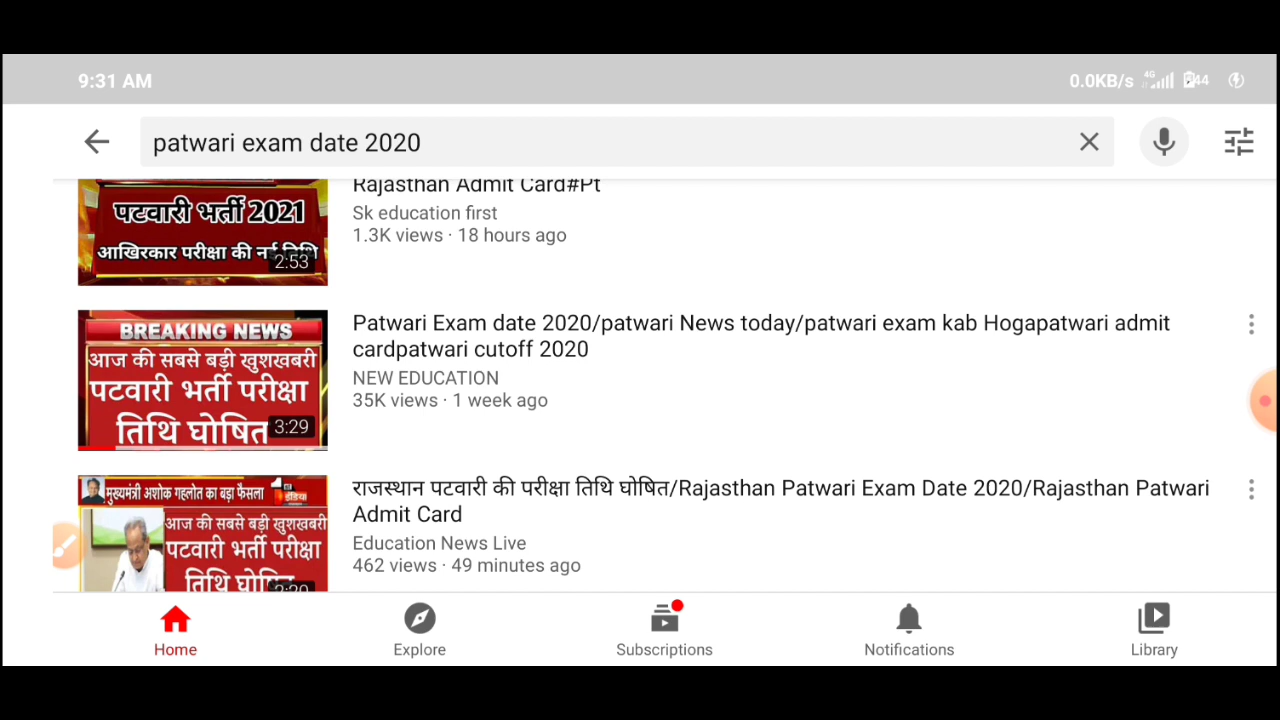 9:31 AM
0.0KB/s 4G 44
patwari exam date 2020
Rajasthan Admit Card#Pt
पटवारी भर्ती 2021
Sk education first
1.3K views · 18 hours ago
आखिरकार परीक्षा की नई तिथि
2:53
BREAKING NEWS
आज की सबसे बड़ी खुशखबरी
पटवारी भर्ती परीक्षा
तिथि घोषित
3:29
Patwari Exam date 2020/patwari News today/patwari exam kab Hogapatwari admit
cardpatwari cutoff 2020
NEW EDUCATION
35K views · 1 week ago
मुख्यमंत्री अशोक गहलोत का बड़ा फैसला
इंडिया
आज की सबसे बड़ी खुशखबरी
पटवारी भर्ती परीक्षा
तिथि घोषित
राजस्थान पटवारी की परीक्षा तिथि घोषित/Rajasthan Patwari Exam Date 2020/Rajasthan Patwari
Admit Card
Education News Live
462 views · 49 minutes ago
Home
Explore
Subscriptions
Notifications
Library